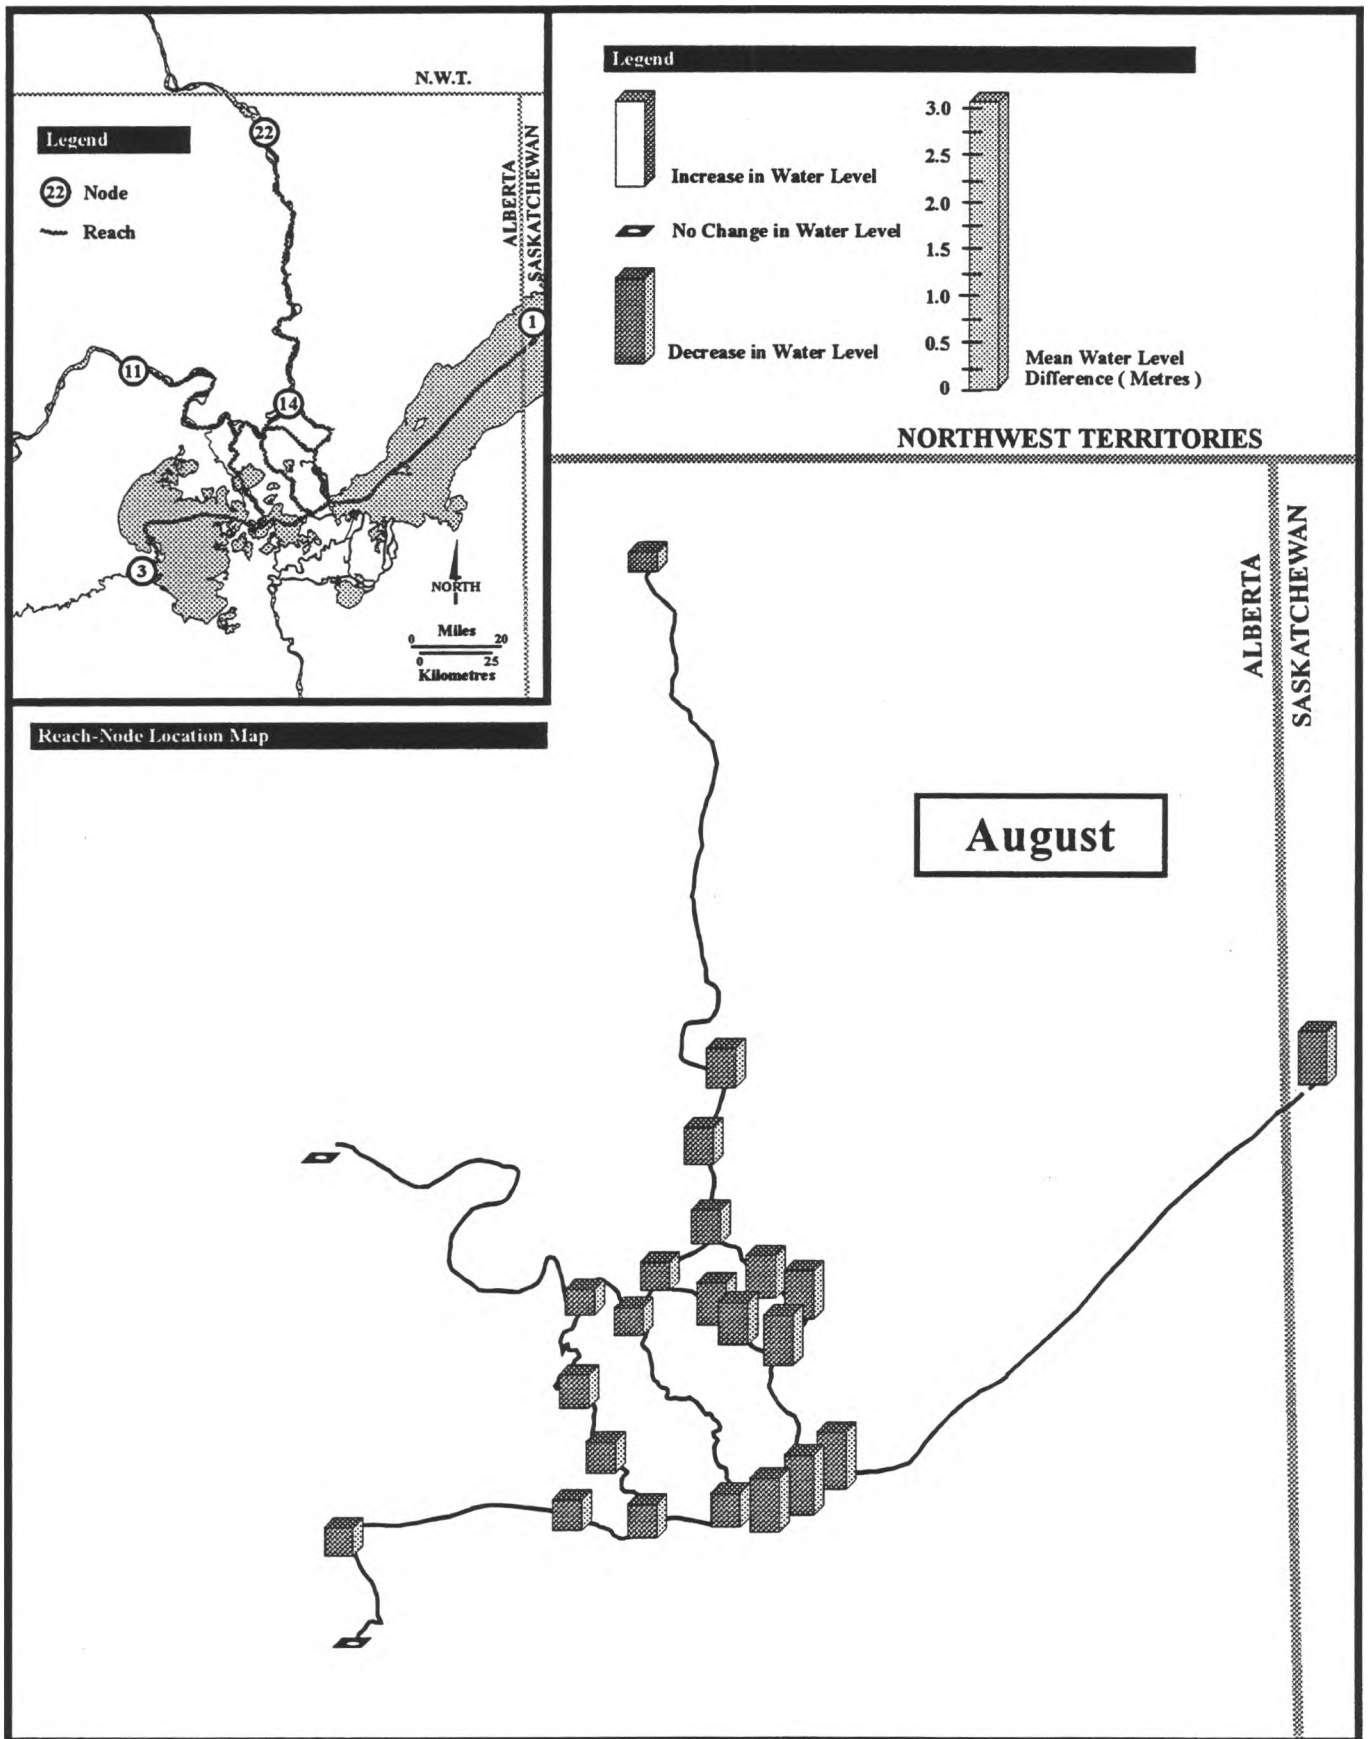 N.W.T.
Legend
22
22 Node
Reach
ALBERTA
SASKATCHEWAN
1
11
14
3
NORTH
Miles
0 20
0 25
Kilometres
Reach-Node Location Map
Legend
Increase in Water Level
No Change in Water Level
Decrease in Water Level
3.0
2.5
2.0
1.5
1.0
0.5
0
Mean Water Level
Difference ( Metres )
NORTHWEST TERRITORIES
ALBERTA
SASKATCHEWAN
August